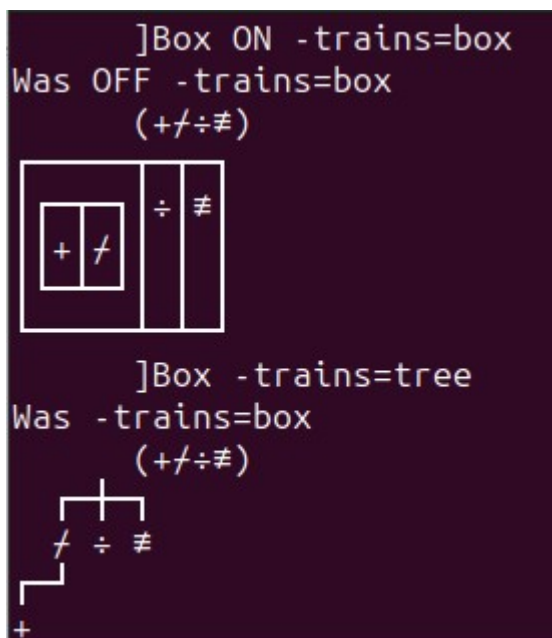 ]Box ON -trains=box
Was OFF -trains=box
(+⌿÷≢)
+ ⌿ ÷ ≢
]Box -trains=tree
Was -trains=box
(+⌿÷≢)
⌿ ÷ ≢
+